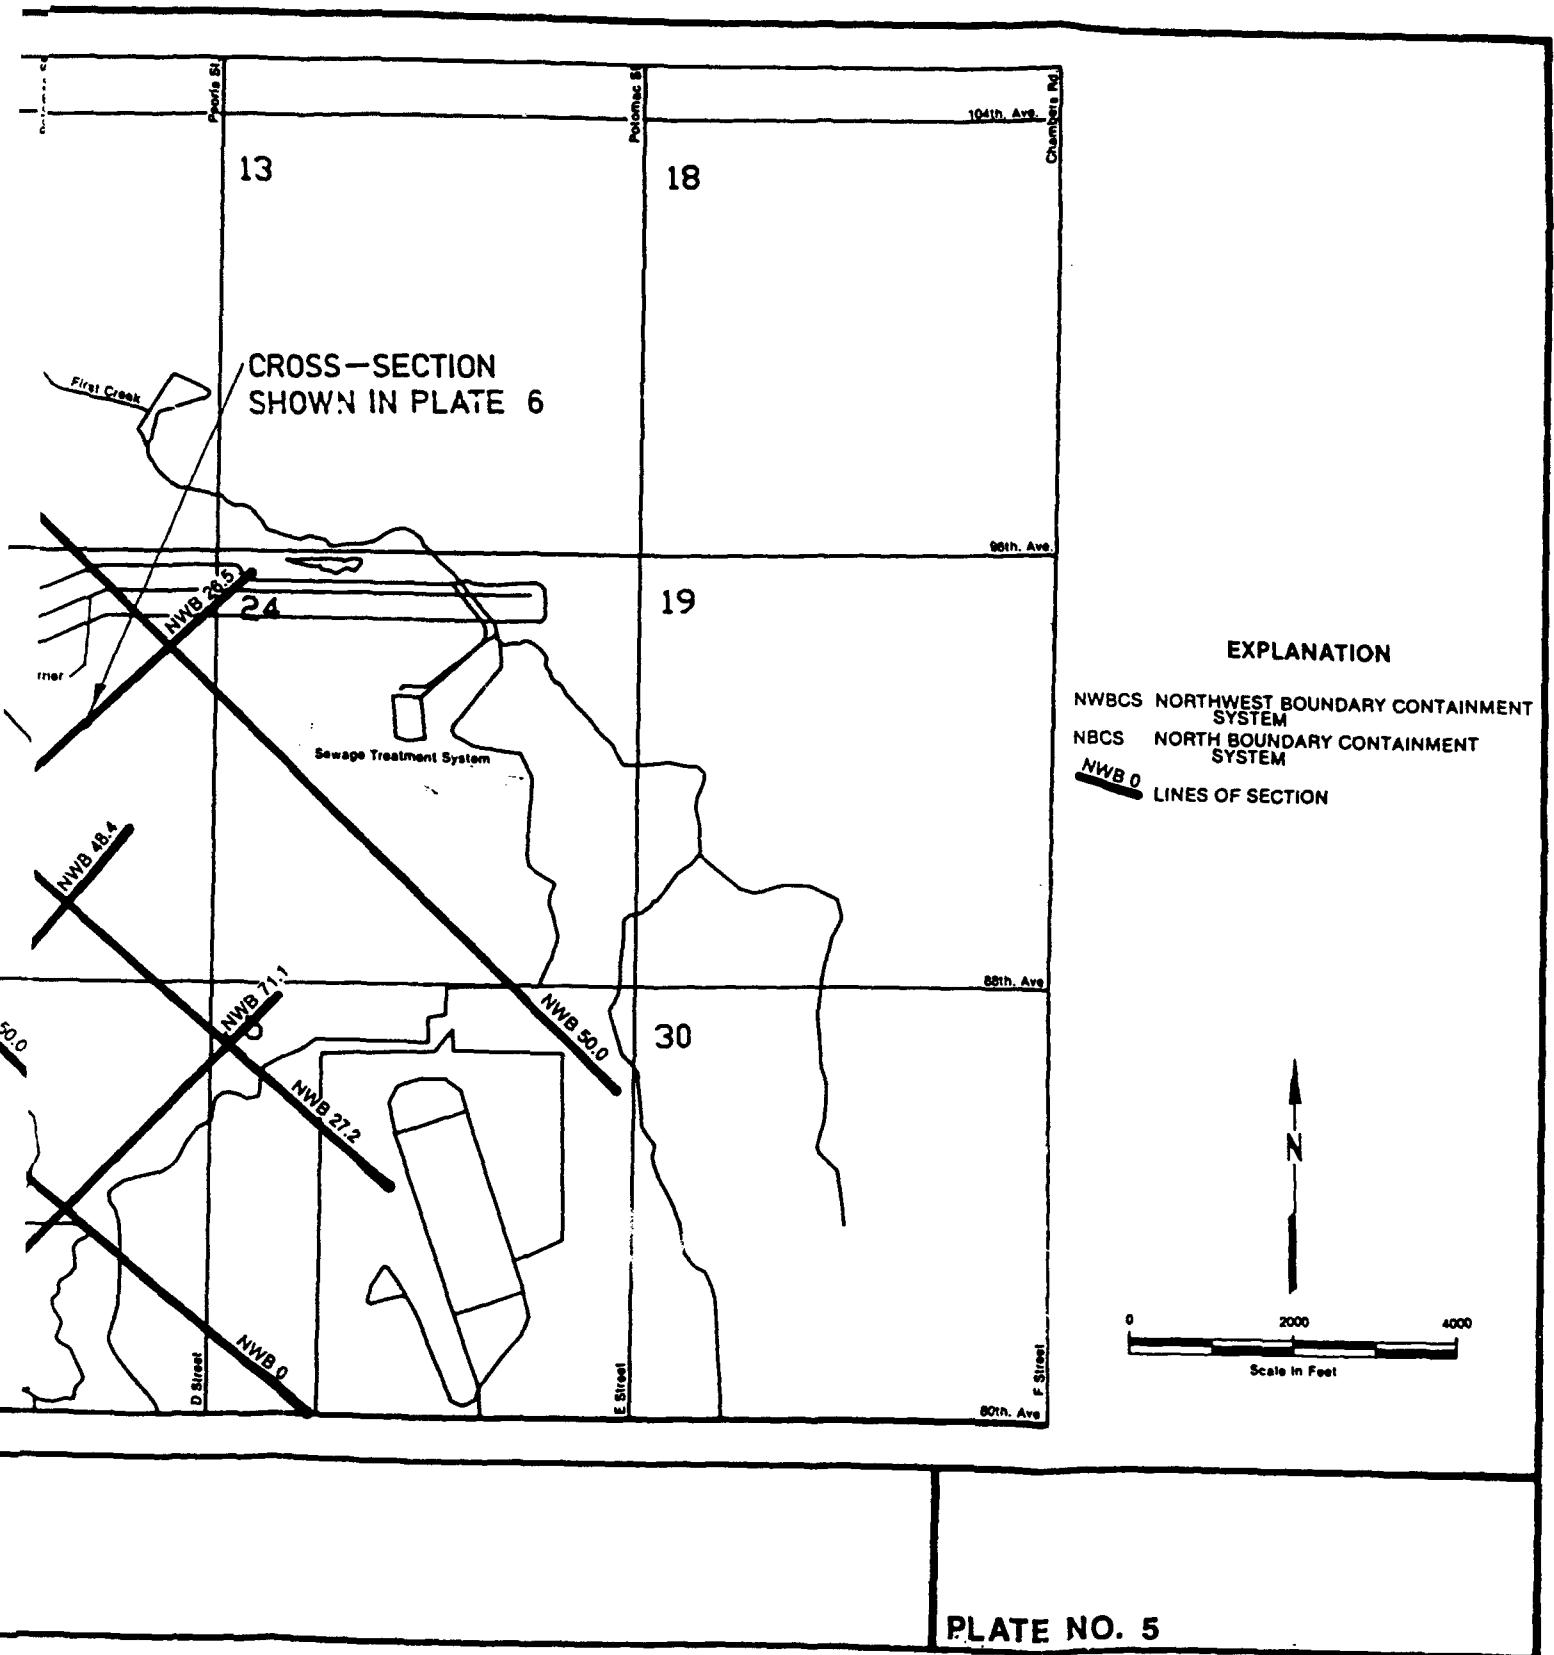 Peoria St
Potomac St
Chambers Rd.
104th. Ave.
13
18
CROSS-SECTION
SHOWN IN PLATE 6
First Creek
96th. Ave.
NWB 26.5
24
19
EXPLANATION
NWBCS NORTHWEST BOUNDARY CONTAINMENT
SYSTEM
NBCS NORTH BOUNDARY CONTAINMENT
SYSTEM
NWB 0
LINES OF SECTION
Sewage Treatment System
NWB 48.4
NWB 71.1
88th. Ave
50.0
NWB 50.0
30
NWB 27.2
N
0 2000 4000
Scale in Feet
NWB 0
D Street
E Street
F Street
80th. Ave
PLATE NO. 5